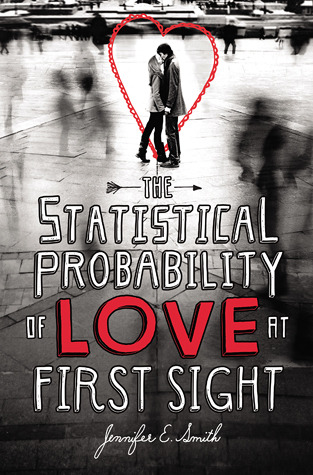 THE
STATISTICAL
PROBABILITY
OF LOVE AT
FIRST SIGHT
Jennifer E. Smith